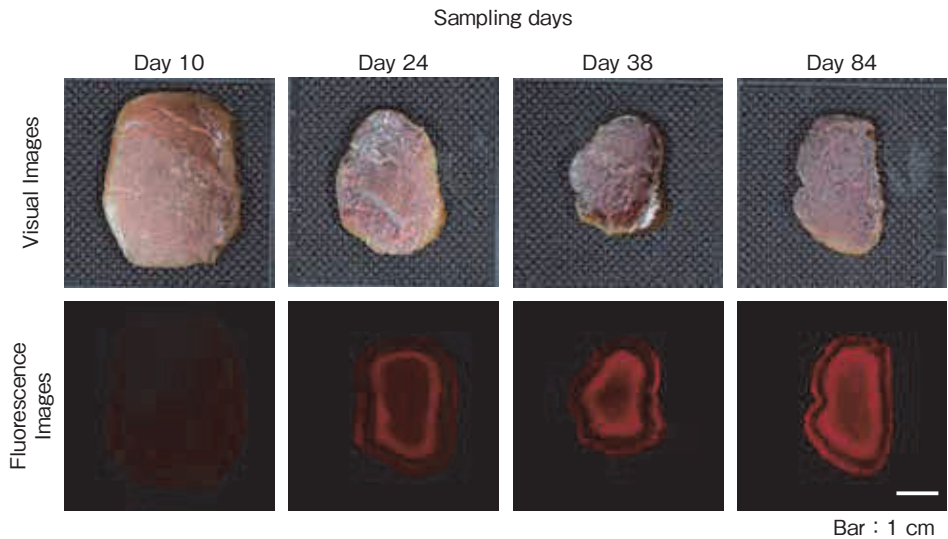 Sampling days
Day 10 Day 24 Day 38 Day 84
Visual Images
Fluorescence
Images
Bar : 1 cm